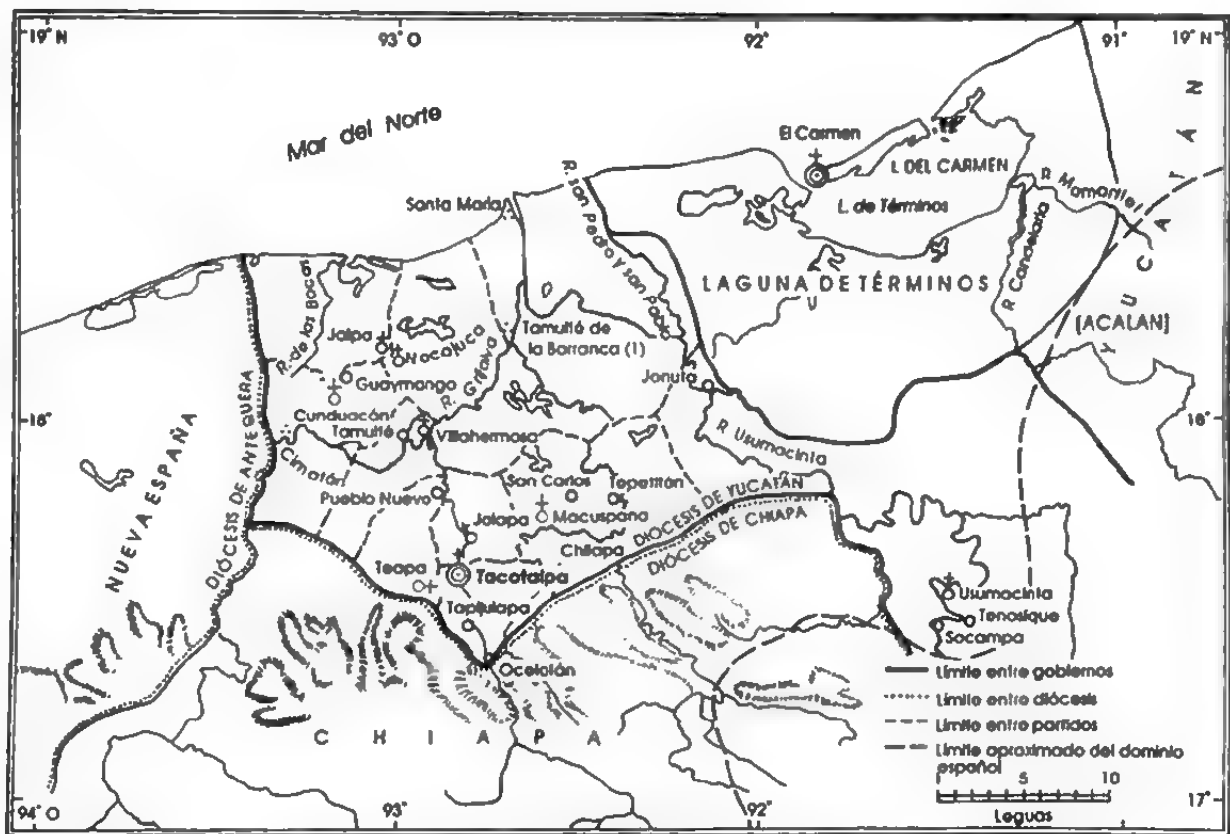 19° N
93 O
92
91
19° N
Mar del Norte
El Carmen
I. DEL CARMEN
L. de Términos
R. Mamantel
Santa María
R. San Pedro y San Pablo
R. Candelaria
LAGUNA DE TÉRMINOS
YUCATÁN
[ACALAN]
R. de las Bocas
Jalpa
Nacajuca
R. Grijalva
Tamulté de
la Barranca (1)
Guaymango
Jonuta
Cunduacán
Tamulté
Villahermosa
18°
18°
Cimatán
R. Usumacinta
NUEVA ESPAÑA
DIÓCESIS DE ANTEQUERA
Pueblo Nuevo
San Carlos
Tepetitán
Macuspana
Jalapa
Chilapa
DIÓCESIS DE YUCATÁN
DIÓCESIS DE CHIAPA
Teapa
Tacotalpa
Tapijulapa
Usumacinta
Tenosique
Socampa
Ocelotán
CHIAPA
Límite entre gobiernos
Límite entre diócesis
Límite entre partidos
Límite aproximado del dominio
español
5
10
Leguas
94° O
93
92
17°